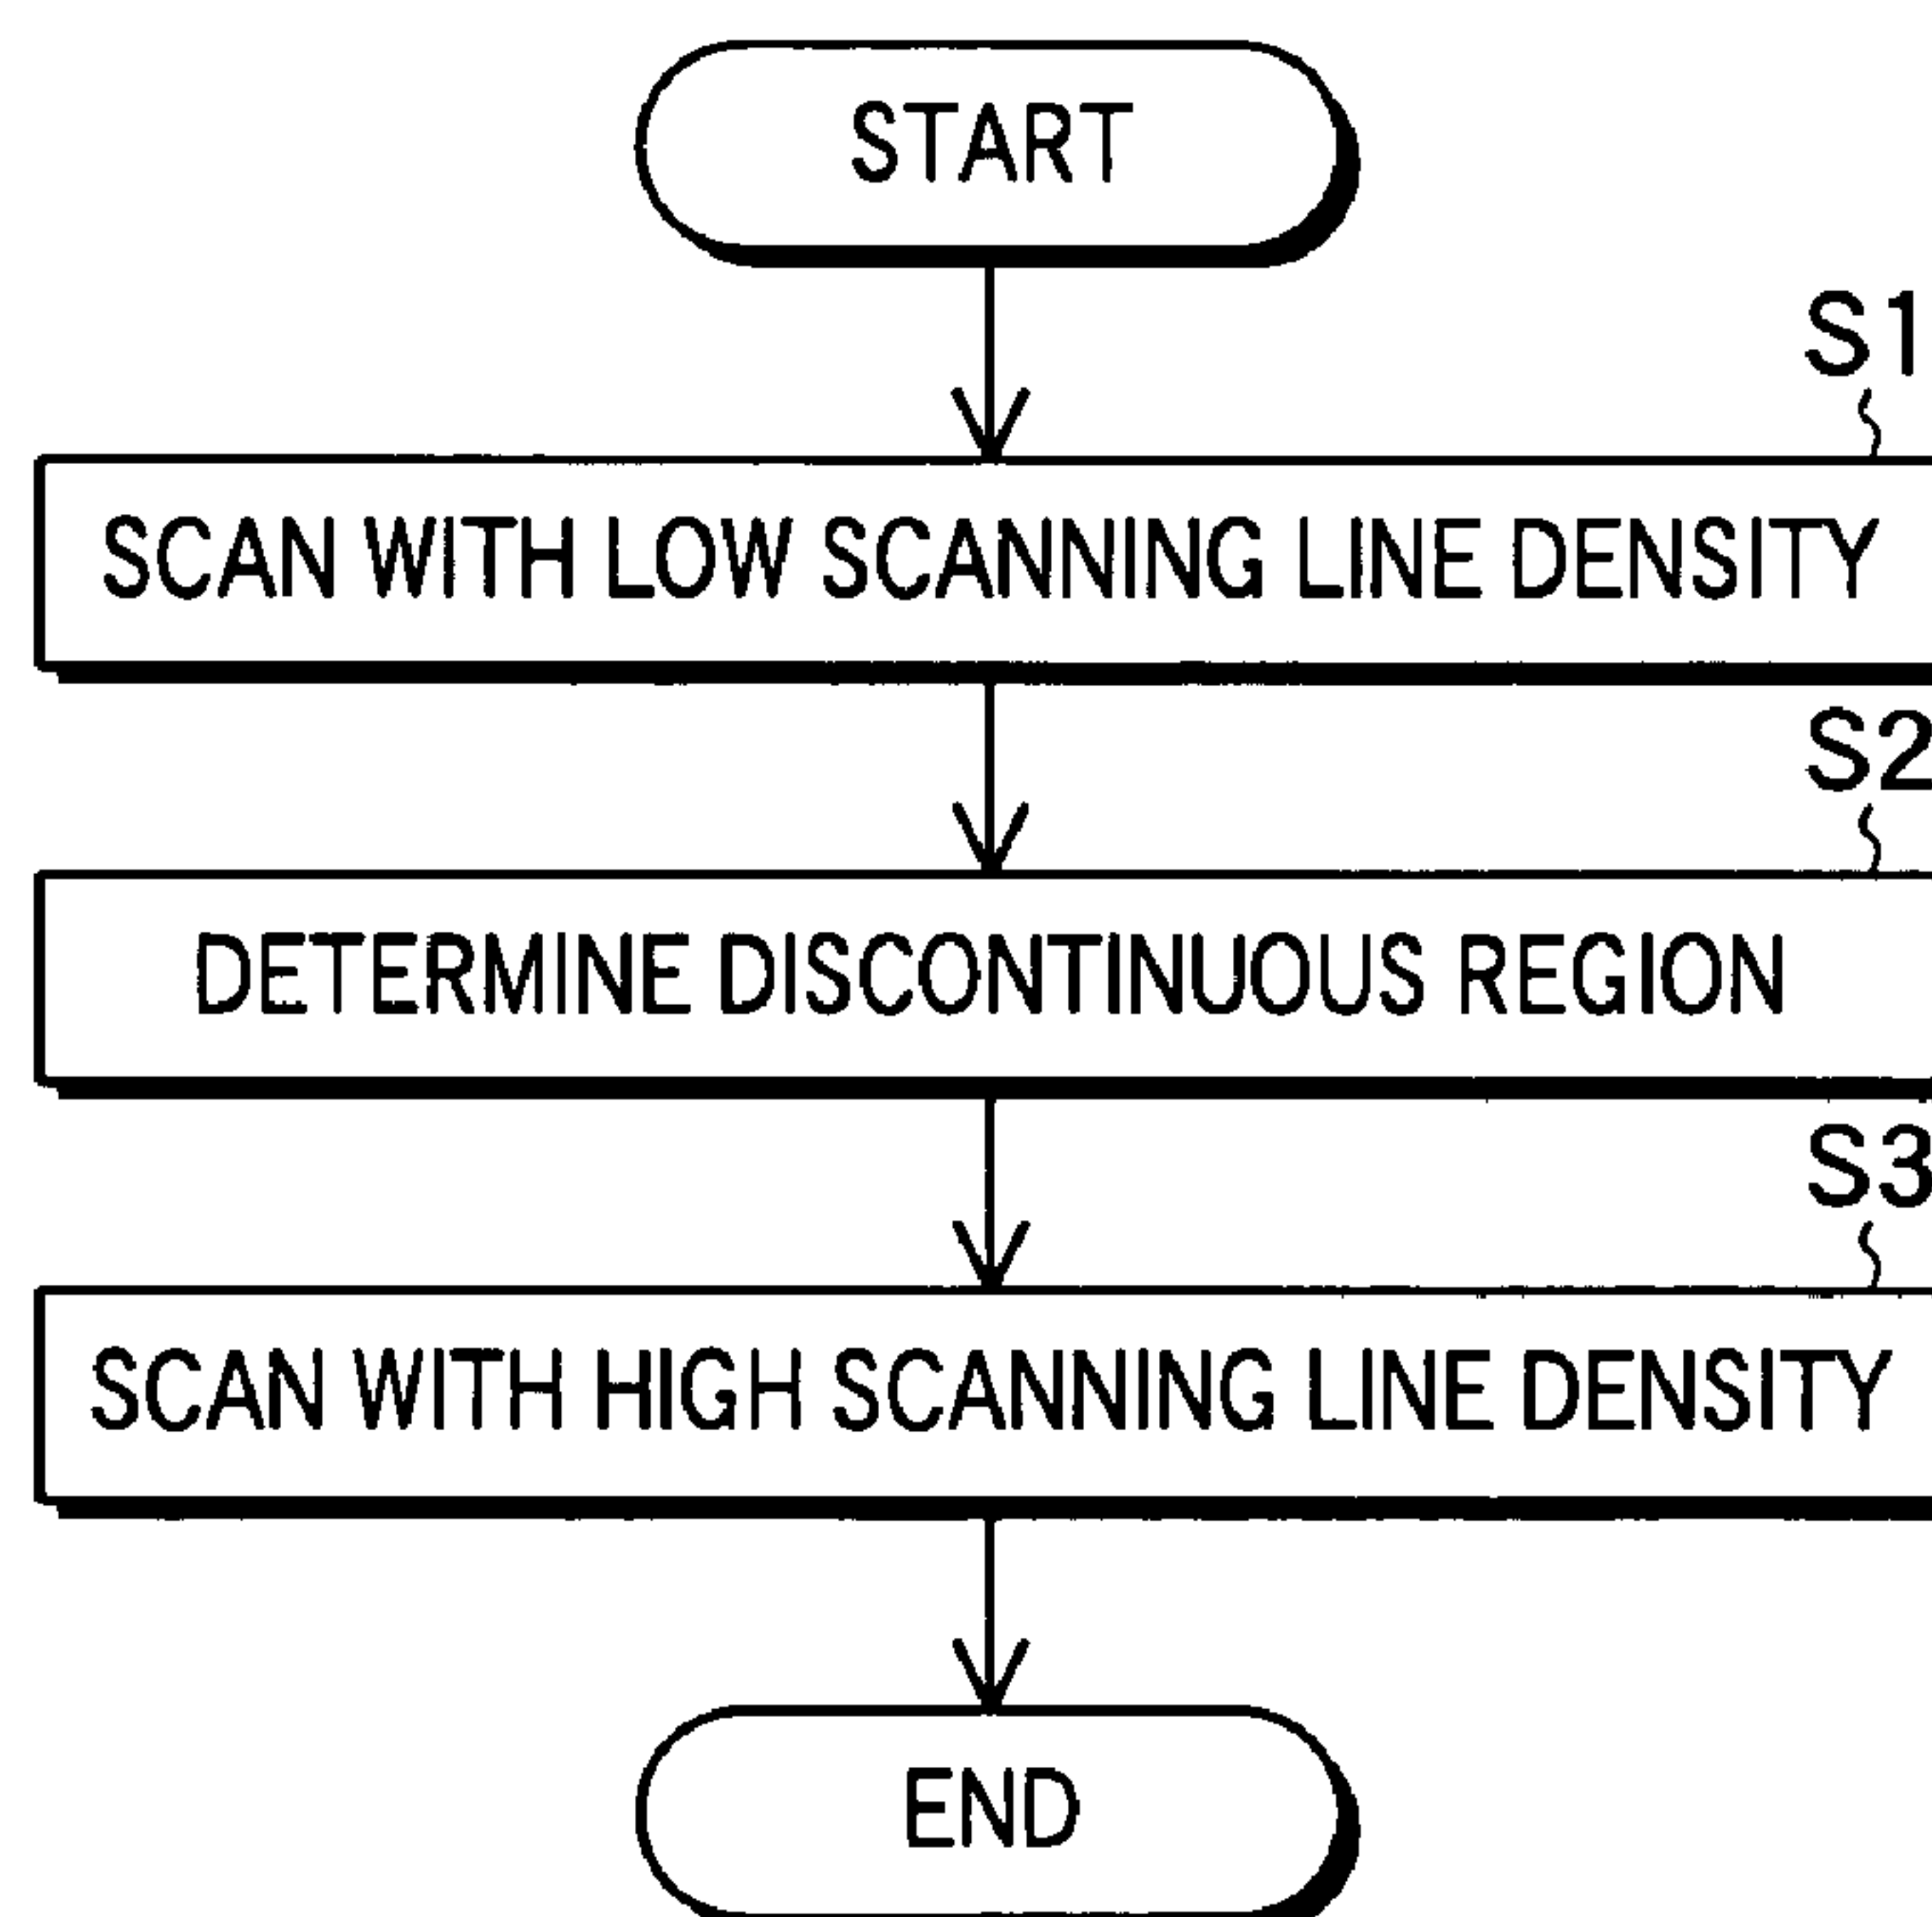 START
S1
SCAN WITH LOW SCANNING LINE DENSITY
S2
DETERMINE DISCONTINUOUS REGION
S3
SCAN WITH HIGH SCANNING LINE DENSITY
END